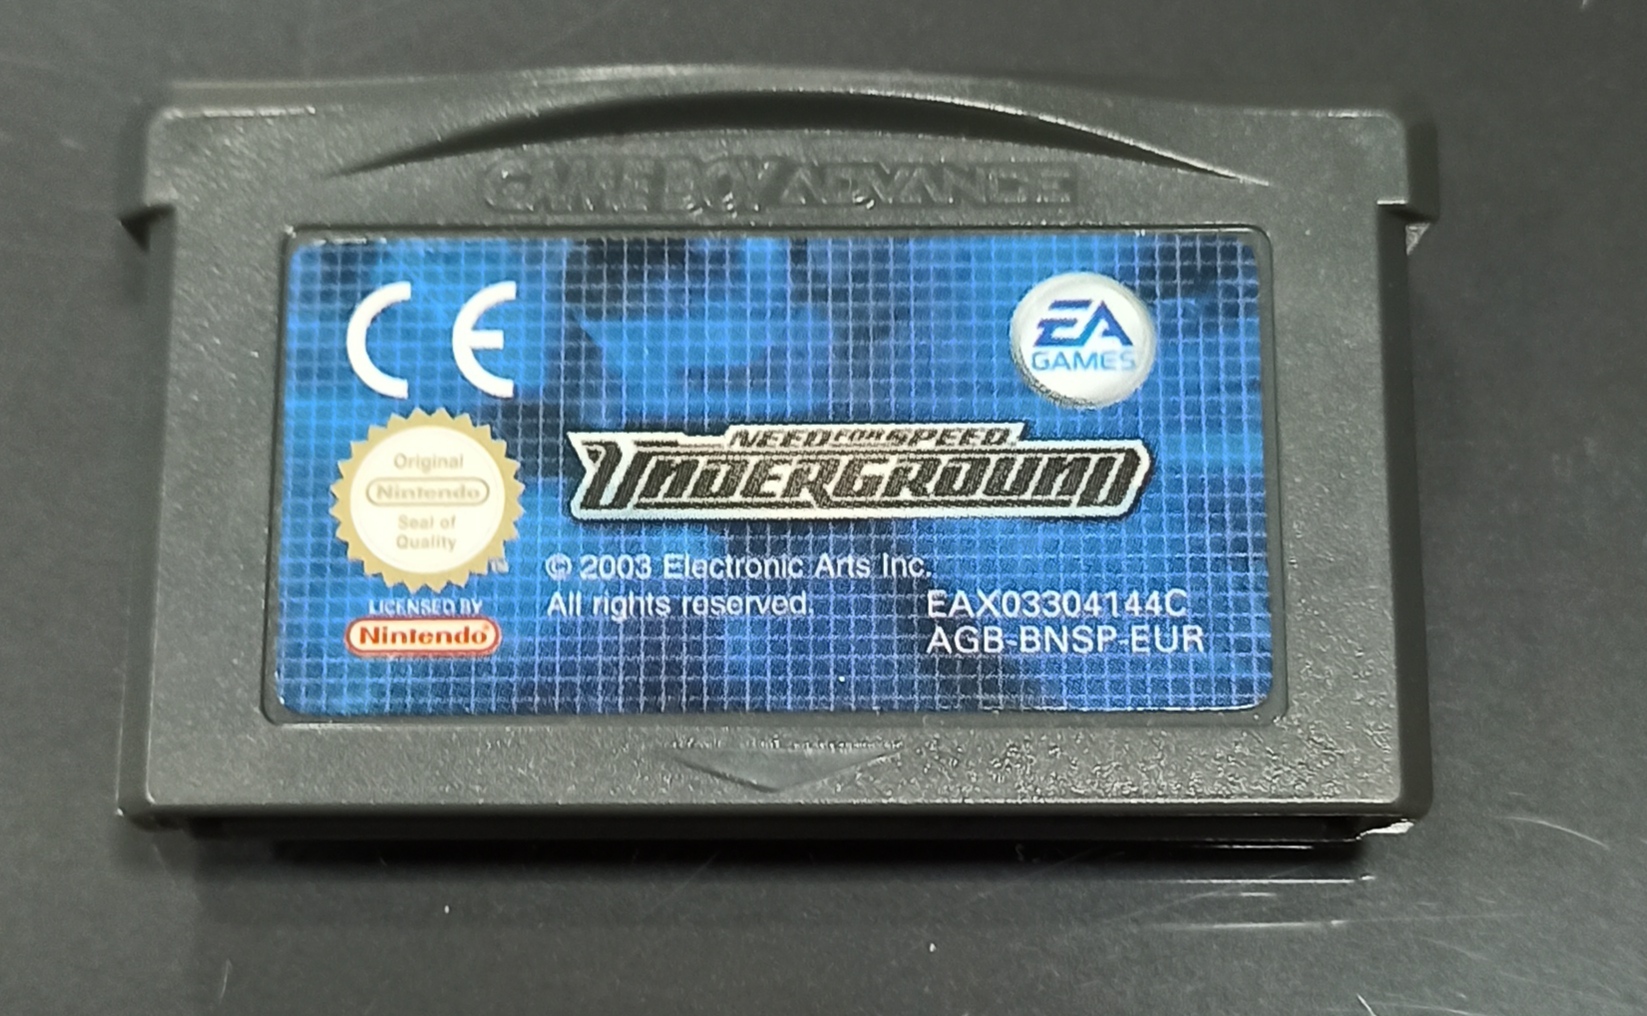 GAME BOY ADVANCE
CE
EA
GAMES
NEED FOR SPEED
UNDERGROUND
Original
Nintendo
Seal of
Quality
TM
LICENSED BY
Nintendo®
© 2003 Electronic Arts Inc.
All rights reserved.
EAX03304144C
AGB-BNSP-EUR